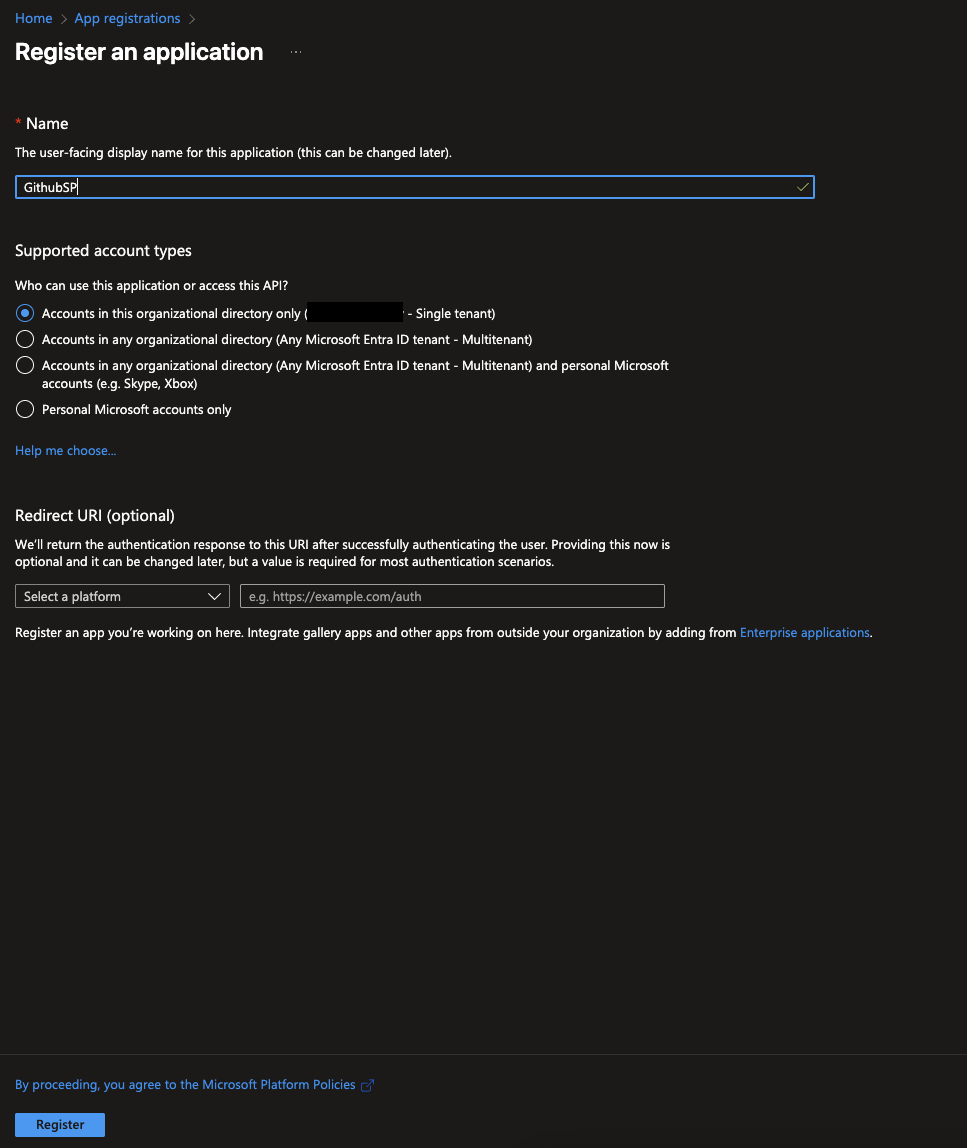 Home > App registrations >
Register an application ...
* Name
The user-facing display name for this application (this can be changed later).
GithubSP
Supported account types
Who can use this application or access this API?
Accounts in this organizational directory only ( - Single tenant)
Accounts in any organizational directory (Any Microsoft Entra ID tenant - Multitenant)
Accounts in any organizational directory (Any Microsoft Entra ID tenant - Multitenant) and personal Microsoft
accounts (e.g. Skype, Xbox)
Personal Microsoft accounts only
Help me choose...
Redirect URI (optional)
We'll return the authentication response to this URI after successfully authenticating the user. Providing this now is
optional and it can be changed later, but a value is required for most authentication scenarios.
Select a platform
e.g. https://example.com/auth
Register an app you're working on here. Integrate gallery apps and other apps from outside your organization by adding from Enterprise applications.
By proceeding, you agree to the Microsoft Platform Policies
Register